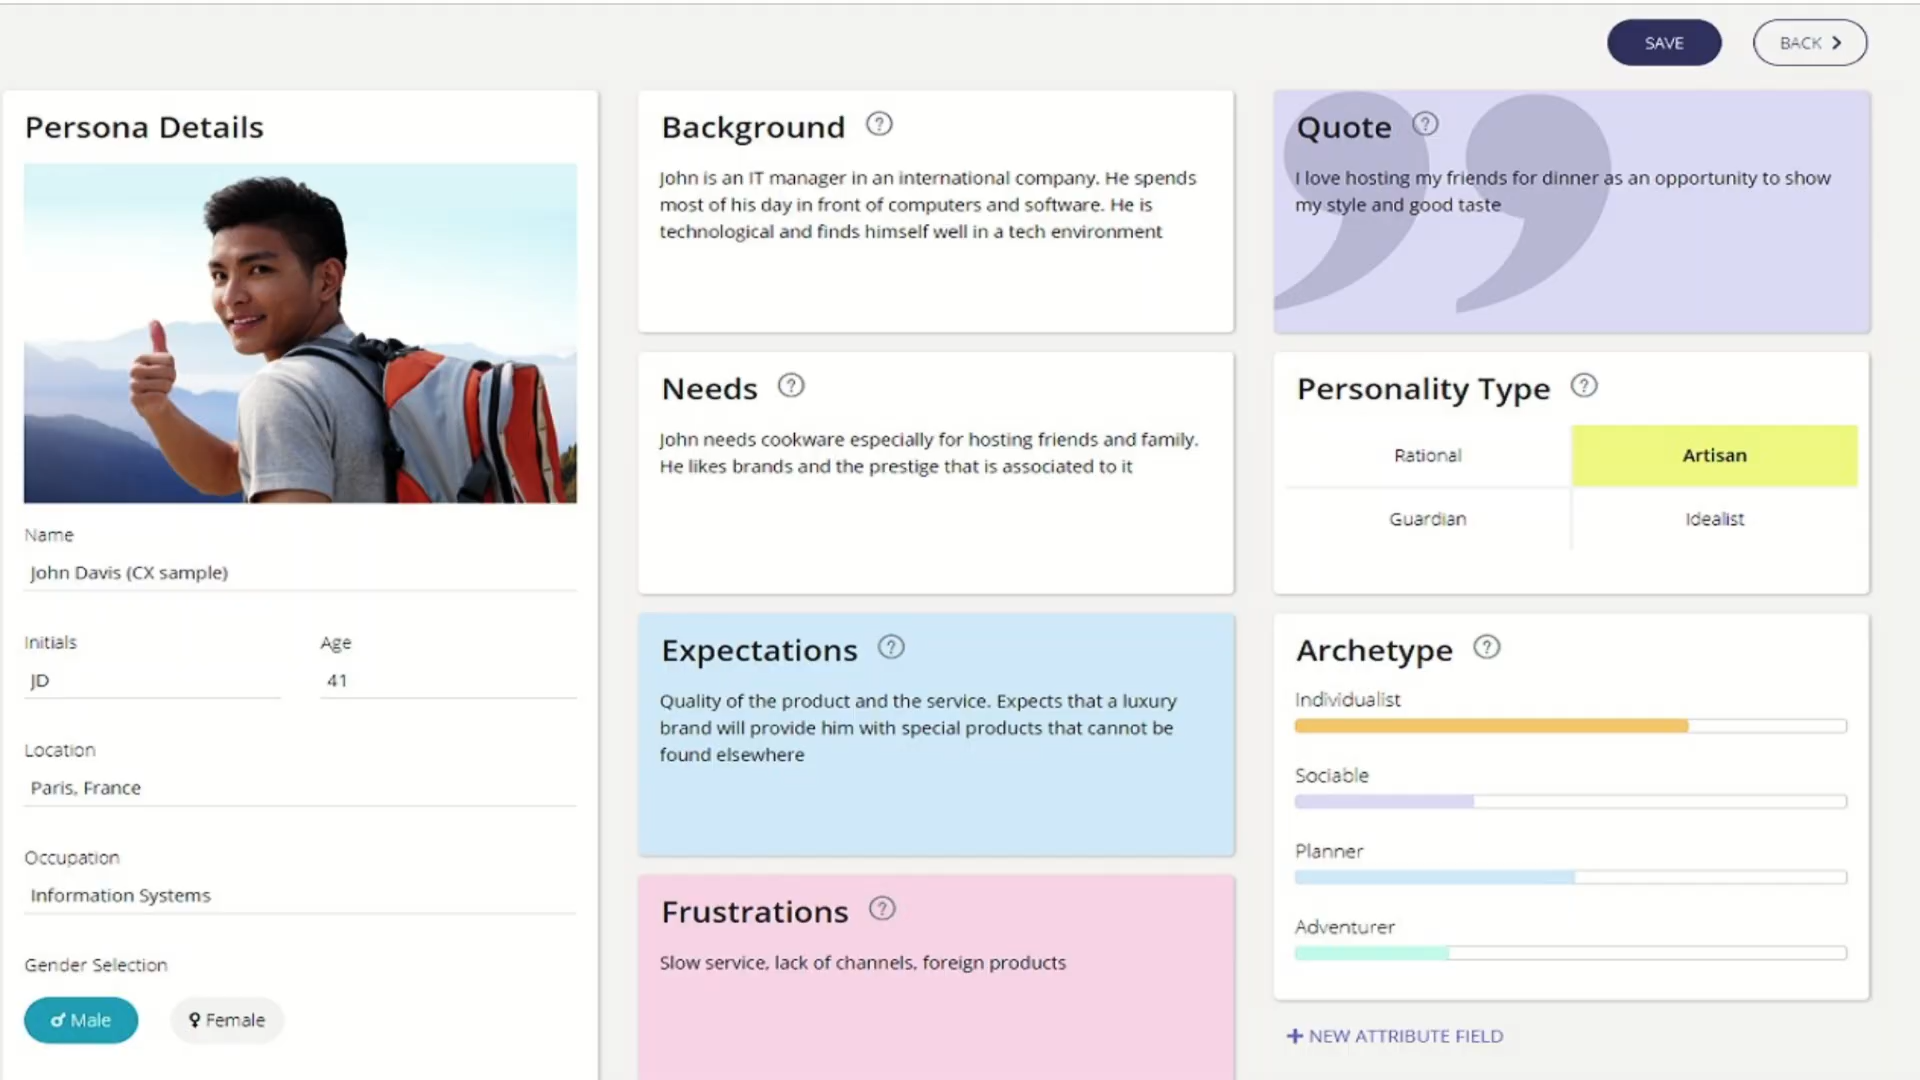 SAVE
BACK
Persona Details
Name
John Davis (CX sample)
Initials
Age
JD
41
Location
Paris, France
Occupation
Information Systems
Gender Selection
Male
Female
Background
John is an IT manager in an international company. He spends
most of his day in front of computers and software. He is
technological and finds himself well in a tech environment
Needs
John needs cookware especially for hosting friends and family.
He likes brands and the prestige that is associated to it
Expectations
Quality of the product and the service. Expects that a luxury
brand will provide him with special products that cannot be
found elsewhere
Frustrations
Slow service, lack of channels, foreign products
Quote
I love hosting my friends for dinner as an opportunity to show
my style and good taste
Personality Type
Rational
Artisan
Guardian
Idealist
Archetype
Individualist
Sociable
Planner
Adventurer
+ NEW ATTRIBUTE FIELD